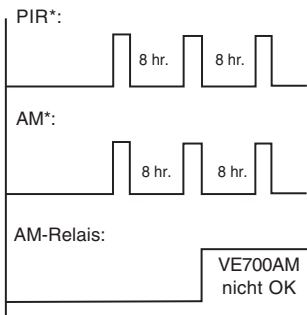 PIR*:
8 hr. 8 hr.
AM*:
8 hr. 8 hr.
AM-Relais:
VE700AM
nicht OK